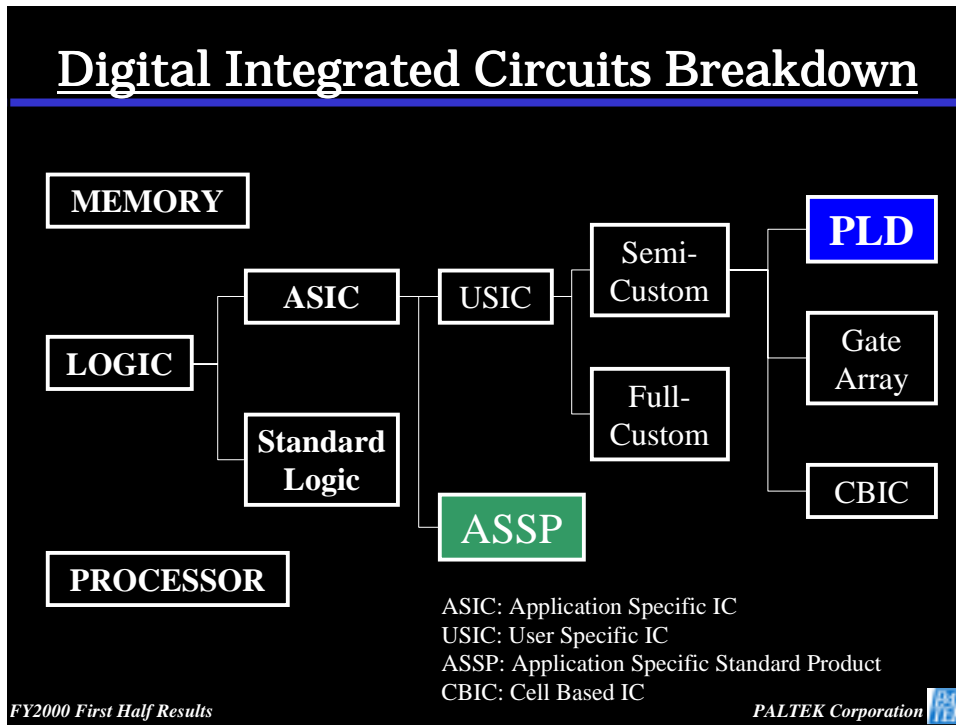 Digital Integrated Circuits Breakdown
MEMORY
LOGIC
PROCESSOR
ASIC
Standard
Logic
USIC
ASSP
Semi-
Custom
Full-
Custom
PLD
Gate
Array
CBIC
ASIC: Application Specific IC
USIC: User Specific IC
ASSP: Application Specific Standard Product
CBIC: Cell Based IC
FY2000 First Half Results
PALTEK Corporation